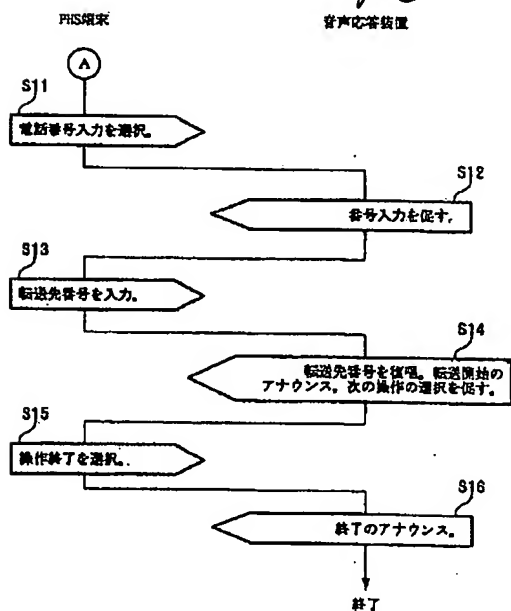 PHS端末
音声応答装置
A
S11
電話番号入力を選択。
S12
番号入力を促す。
S13
転送先番号を入力。
S14
転送先番号を復唱。転送開始の
アナウンス。次の操作の選択を促す。
S15
操作終了を選択。
S16
終了のアナウンス。
終了